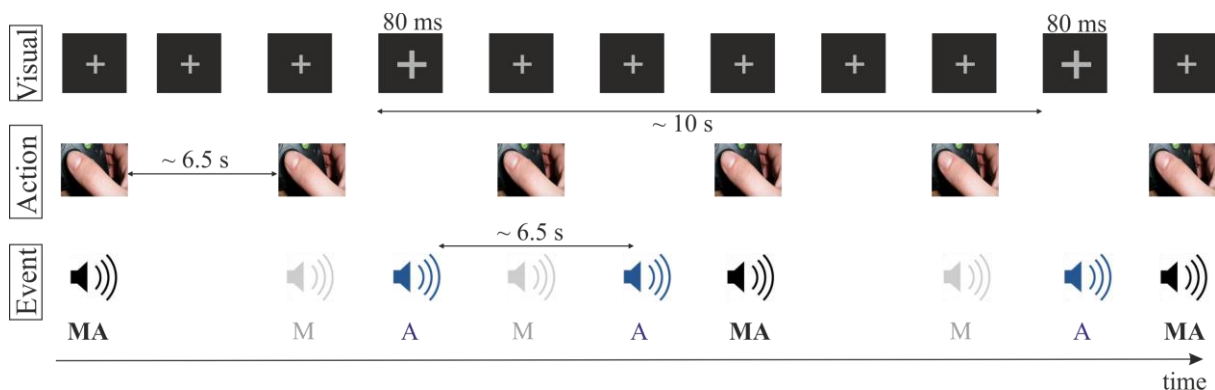 80 ms 80 ms
Visual
~ 10 s
Action
~ 6.5 s
~ 6.5 s
Event
MA M A M A MA M A MA
time